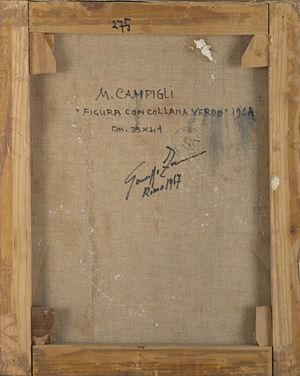 275
M. CAMPIGLI
"FIGURA CON COLLANA VERDE" 1964
cm. 33x41
Roma 1967